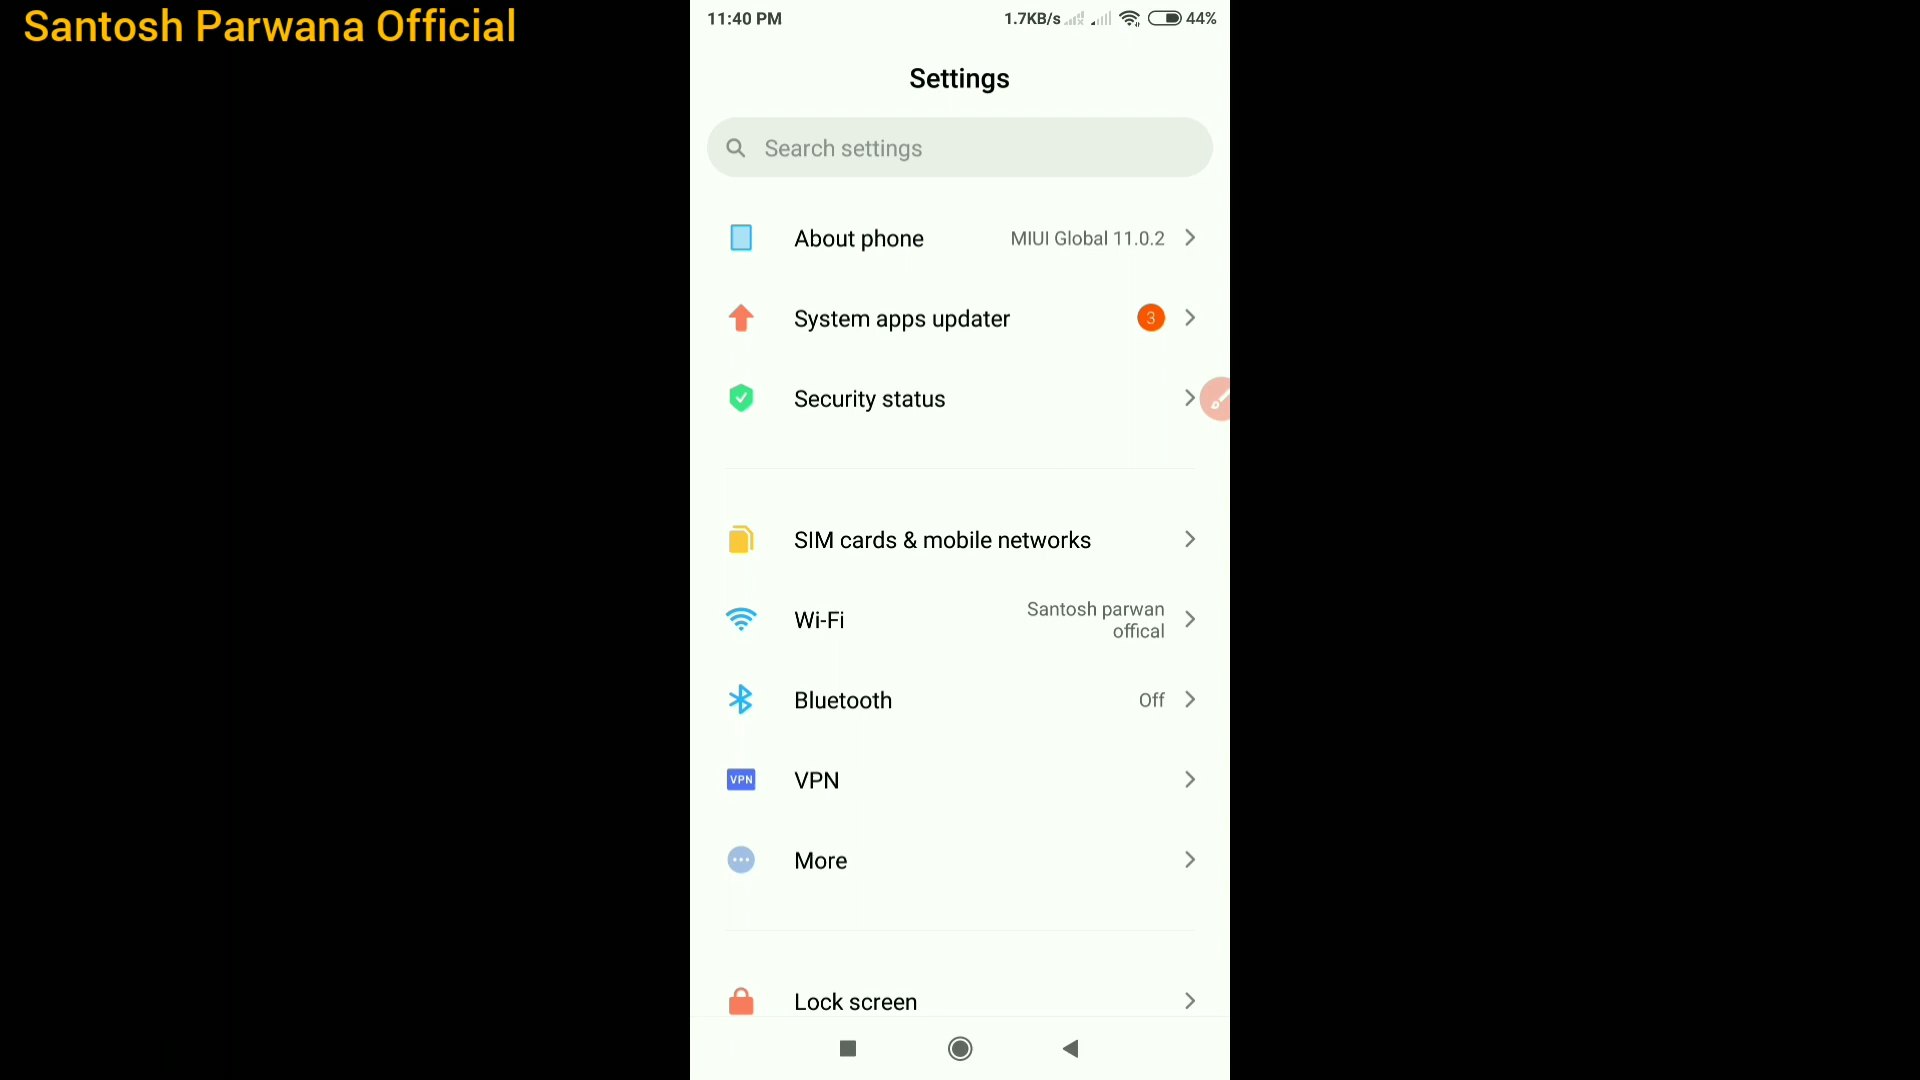 Santosh Parwana Official
11:40 PM
1.7KB/s
44%
Settings
Search settings
About phone
MIUI Global 11.0.2
System apps updater
3
Security status
SIM cards & mobile networks
Wi-Fi
Santosh parwan
offical
Bluetooth
Off
VPN
VPN
More
Lock screen